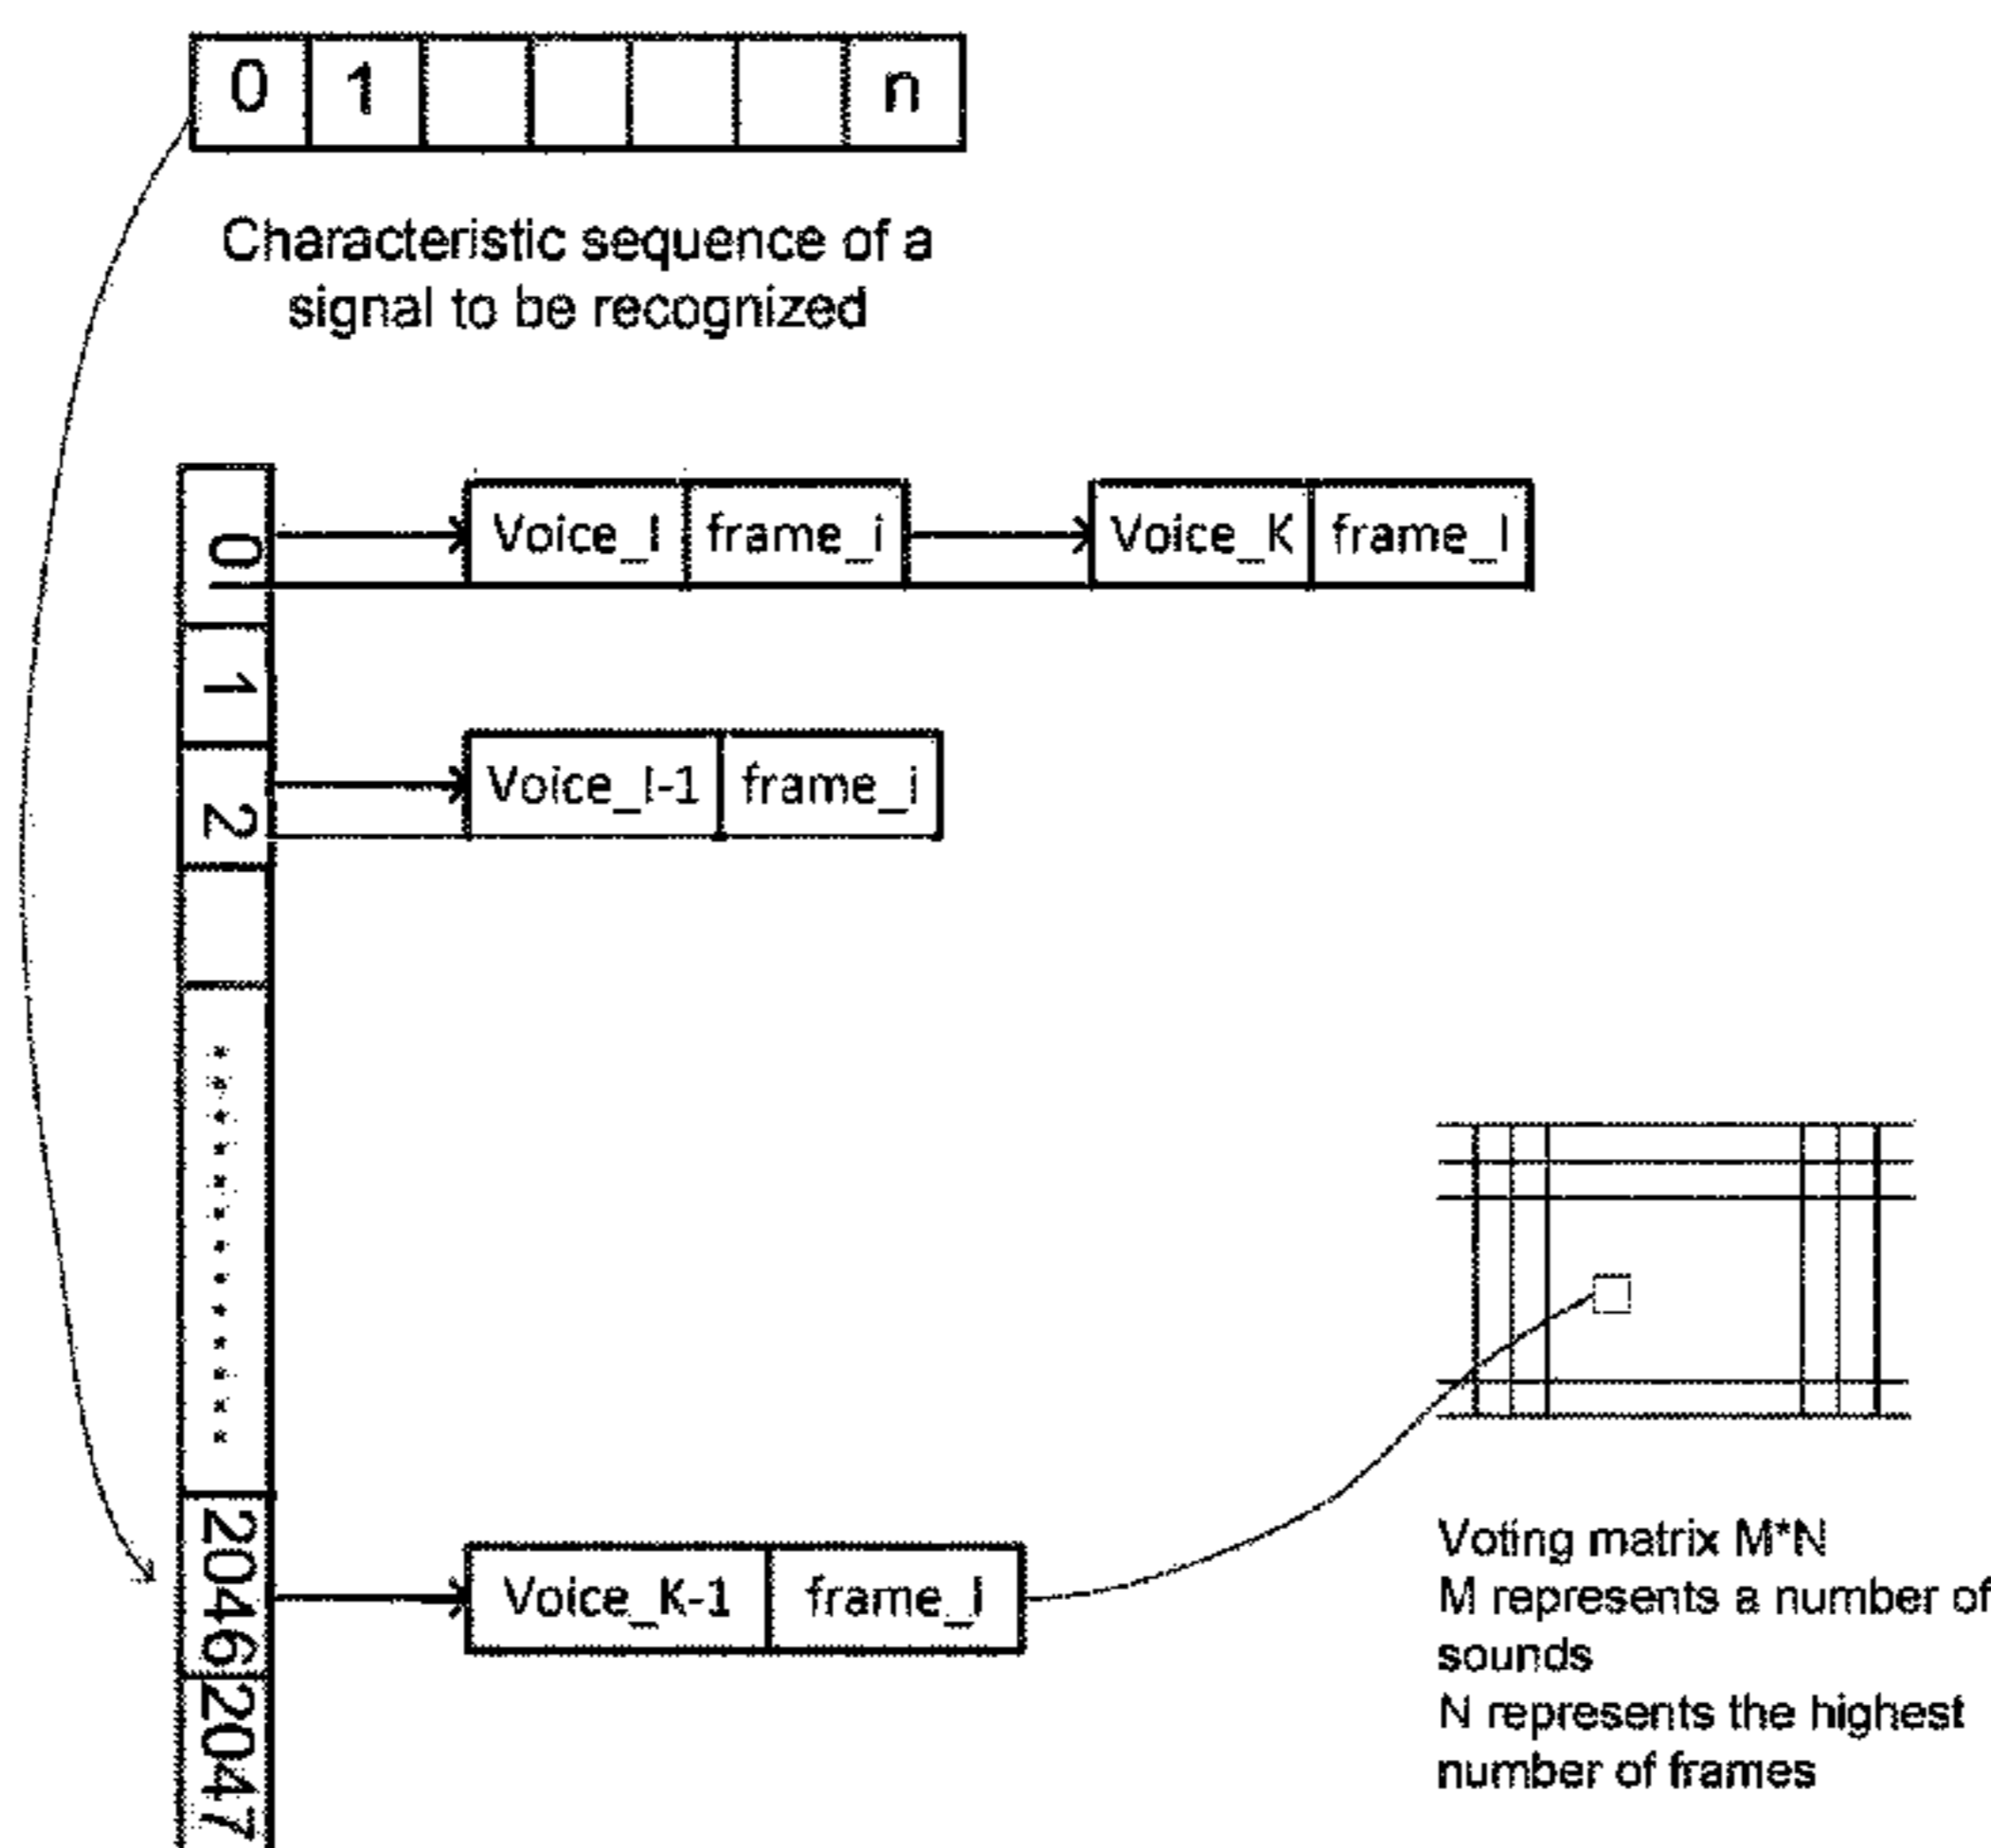 0 1 n
Characteristic sequence of a
signal to be recognized
0 Voice_I frame_i Voice_K frame_l
1
2 Voice_I-1 frame_i
2046 Voice_K-1 frame_l
2047
Voting matrix M*N
M represents a number of
sounds
N represents the highest
number of frames